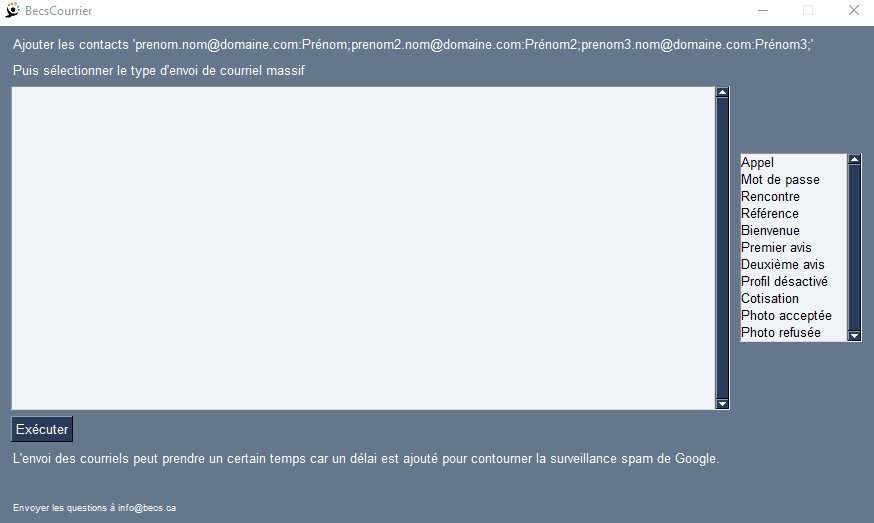 BecsCourrier
Ajouter les contacts 'prenom.nom@domaine.com:Prénom;prenom2.nom@domaine.com:Prénom2;prenom3.nom@domaine.com:Prénom3;'
Puis sélectionner le type d'envoi de courriel massif
Appel
Mot de passe
Rencontre
Référence
Bienvenue
Premier avis
Deuxième avis
Profil désactivé
Cotisation
Photo acceptée
Photo refusée
Exécuter
L'envoi des courriels peut prendre un certain temps car un délai est ajouté pour contourner la surveillance spam de Google.
Envoyer les questions à info@becs.ca